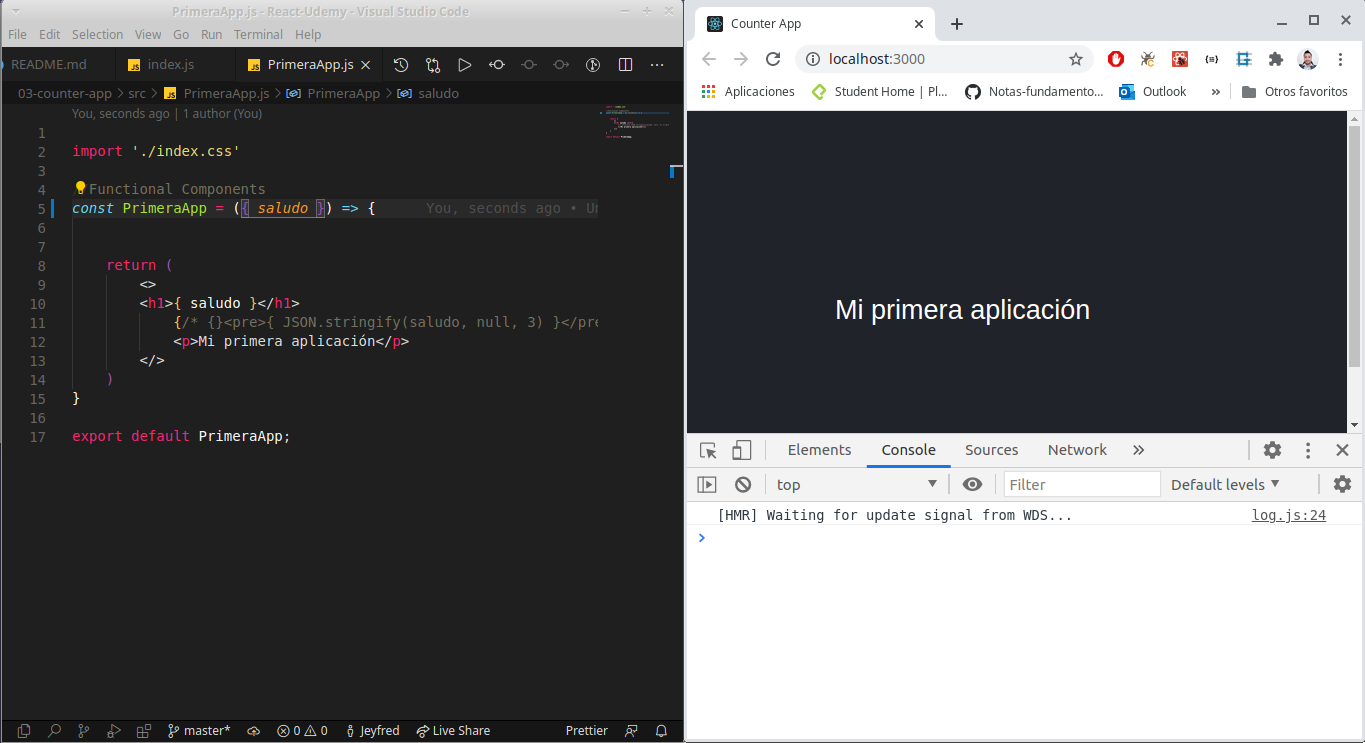 PrimeraApp.js - React-Udemy - Visual Studio Code
File Edit Selection View Go Run Terminal Help
README.md index.js PrimeraApp.js
03-counter-app > src > PrimeraApp.js > PrimeraApp > saludo
You, seconds ago | 1 author (You)
1
2 import './index.css'
3
4 Functional Components
5 const PrimeraApp = ({ saludo }) => { You, seconds ago • Un
6
7
8 return (
9 <>
10 <h1>{ saludo }</h1>
11 {/* {}<pre>{ JSON.stringify(saludo, null, 3) }</pre
12 <p>Mi primera aplicación</p>
13 </>
14 )
15 }
16
17 export default PrimeraApp;
master* 0 0 Jeyfred Live Share Prettier
Counter App
localhost:3000
Aplicaciones Student Home | Pl... Notas-fundamento... Outlook » Otros favoritos
Mi primera aplicación
Elements Console Sources Network »
top Filter Default levels
[HMR] Waiting for update signal from WDS... log.js:24
>